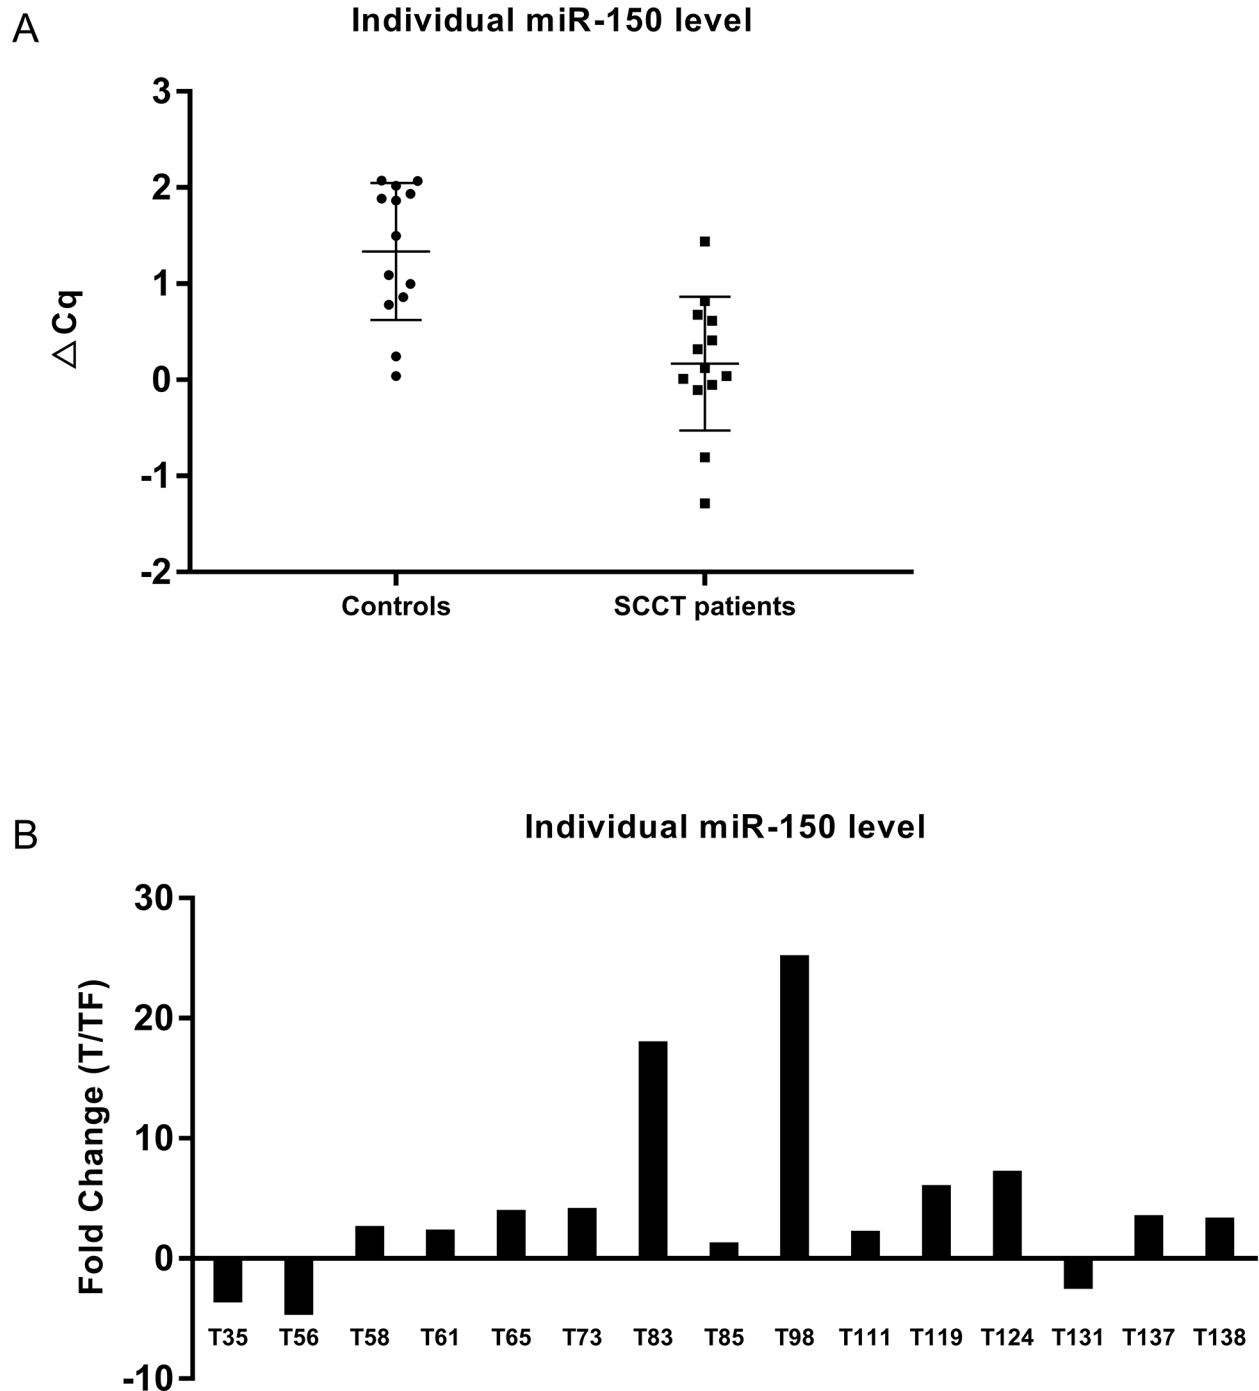 A
Individual miR-150 level
3
2
1
0
-1
-2
△Cq
Controls
SCCT patients
B
Individual miR-150 level
30
20
10
0
-10
Fold Change (T/TF)
T35 T56 T58 T61 T65 T73 T83 T85 T98 T111 T119 T124 T131 T137 T138